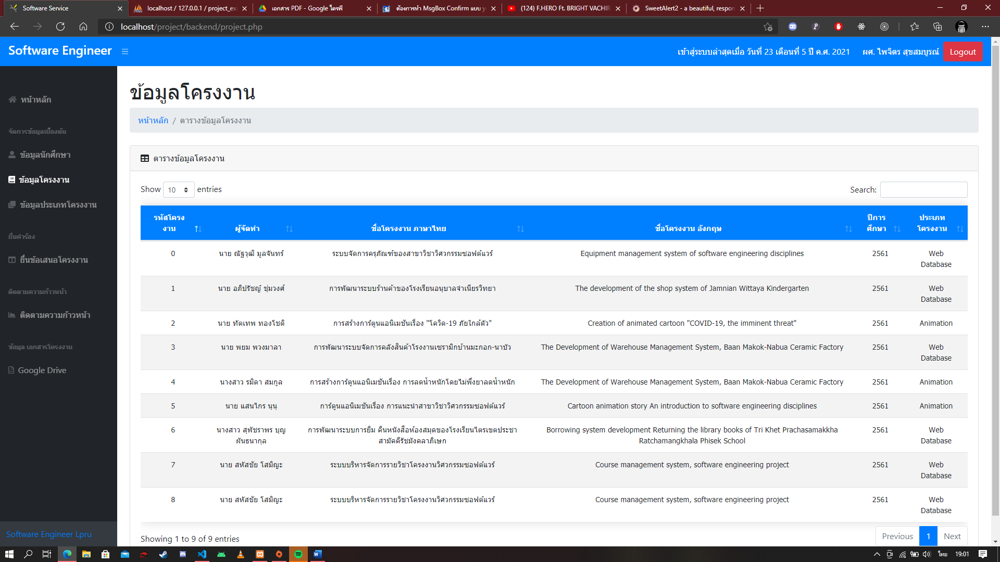 Software Service
localhost / 127.0.0.1 / project_ex
เอกสาร PDF - Google ไดรฟ์
ต้องการทำ MsgBox Confirm แบบ y
(124) F.HERO Ft. BRIGHT VACHIR
SweetAlert2 - a beautiful, respon
localhost/project/backend/project.php
Software Engineer
เข้าสู่ระบบล่าสุดเมื่อ วันที่ 23 เดือนที่ 5 ปี ค.ศ. 2021
ผศ. ไพจิตร สุขสมบูรณ์
Logout
หน้าหลัก
จัดการข้อมูลเบื้องต้น
ข้อมูลนักศึกษา
ข้อมูลโครงงาน
ข้อมูลประเภทโครงงาน
ยื่นคำร้อง
ยื่นข้อเสนอโครงงาน
ติดตามความก้าวหน้า
ติดตามความก้าวหน้า
ข้อมูล เอกสารโครงงาน
Google Drive
Software Engineer Lpru
ข้อมูลโครงงาน
หน้าหลัก / ตารางข้อมูลโครงงาน
ตารางข้อมูลโครงงาน
Show 10 entries
Search:
รหัสโครงงาน ผู้จัดทำ ชื่อโครงงาน ภาษาไทย ชื่อโครงงาน อังกฤษ ปีการศึกษา ประเภทโครงงาน
0 นาย ณัฐวุฒิ มูลจันทร์ ระบบจัดการครุภัณฑ์ของสาขาวิชาวิศวกรรมซอฟต์แวร์ Equipment management system of software engineering disciplines 2561 Web Database
1 นาย อภิปรัชญ์ ชุ่มวงศ์ การพัฒนาระบบร้านค้าของโรงเรียนอนุบาลจำเนียรวิทยา The development of the shop system of Jamnian Wittaya Kindergarten 2561 Web Database
2 นาย ทัตเทพ ทองโชติ การสร้างการ์ตูนแอนิเมชันเรื่อง "โควิด-19 ภัยใกล้ตัว" Creation of animated cartoon "COVID-19, the imminent threat" 2561 Animation
3 นาย พยม พวงมาลา การพัฒนาระบบจัดการคลังสินค้าโรงงานเซรามิกบ้านมะกอก-นาบัว The Development of Warehouse Management System, Baan Makok-Nabua Ceramic Factory 2561 Web Database
4 นางสาว รมิดา สมกูล การสร้างการ์ตูนแอนิเมชันเรื่อง การลดน้ำหนักโดยไม่พึ่งยาลดน้ำหนัก The Development of Warehouse Management System, Baan Makok-Nabua Ceramic Factory 2561 Animation
5 นาย แสนไกร นุนุ การ์ตูนแอนิเมชันเรื่อง การแนะนำสาขาวิชาวิศวกรรมซอฟต์แวร์ Cartoon animation story An introduction to software engineering disciplines 2561 Animation
6 นางสาว สุพัชราพร บุญผันธนากุล การพัฒนาระบบการยืม คืนหนังสือห้องสมุดของโรงเรียนไตรเขตประชาสามัคคีรัชมังคลาภิเษก Borrowing system development Returning the library books of Tri Khet Prachasamakkha Ratchamangkhala Phisek School 2561 Web Database
7 นาย สหัสชัย โสมิญะ ระบบบริหารจัดการรายวิชาโครงงานวิศวกรรมซอฟต์แวร์ Course management system, software engineering project 2561 Web Database
8 นาย สหัสชัย โสมิญะ ระบบบริหารจัดการรายวิชาโครงงานวิศวกรรมซอฟต์แวร์ Course management system, software engineering project 2561 Web Database
Showing 1 to 9 of 9 entries
Previous 1 Next
ไทย 19:01